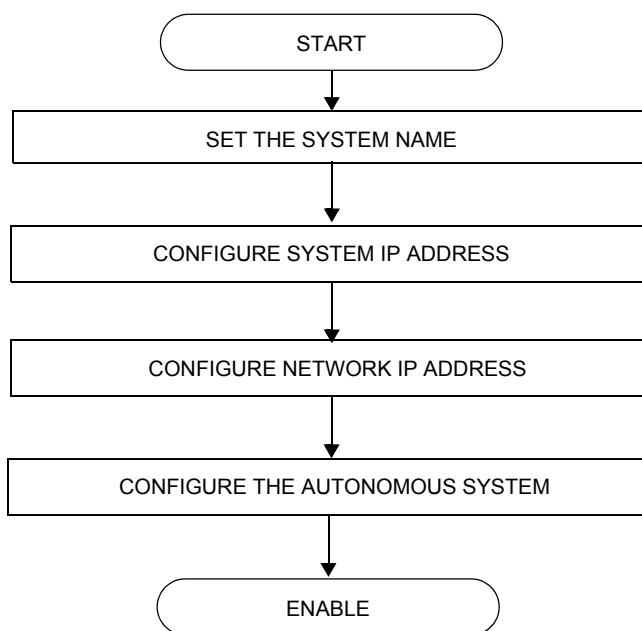 START
SET THE SYSTEM NAME
CONFIGURE SYSTEM IP ADDRESS
CONFIGURE NETWORK IP ADDRESS
CONFIGURE THE AUTONOMOUS SYSTEM
ENABLE